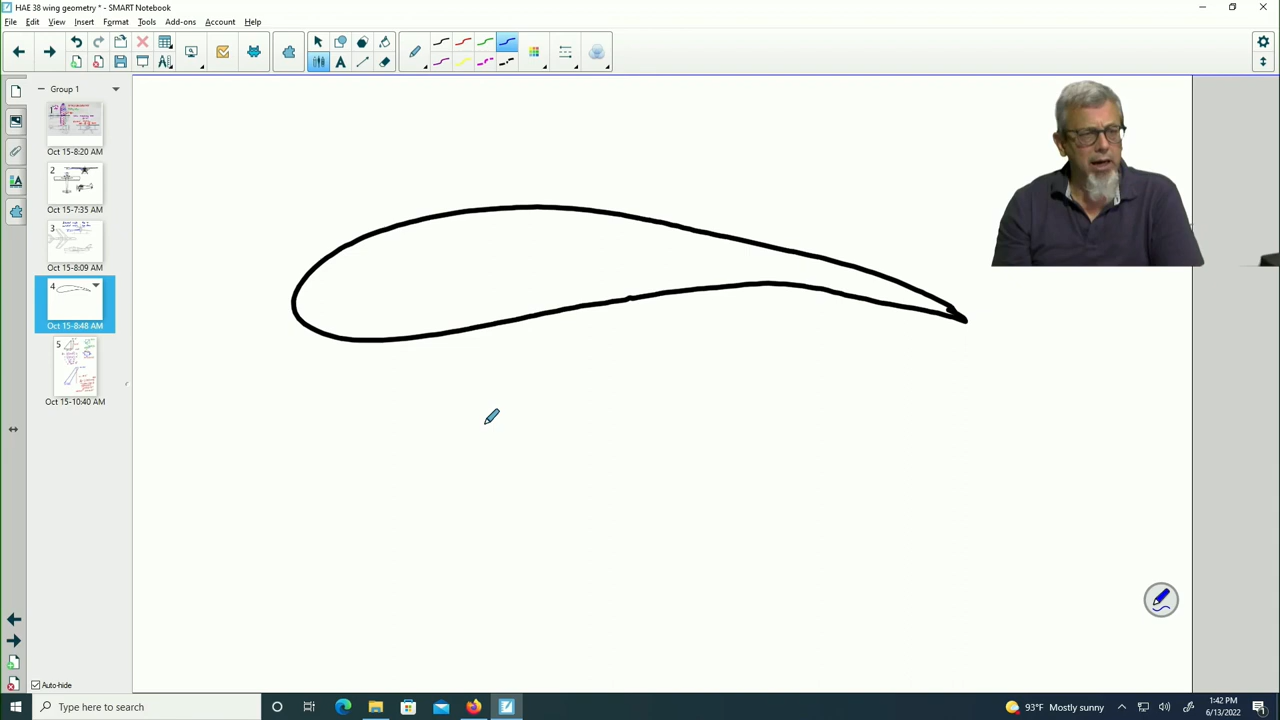 HAE 38 wing geometry * - SMART Notebook
File Edit View Insert Format Tools Add-ons Account Help
Group 1
1
Oct 15-8:20 AM
2
Oct 15-7:35 AM
3
Oct 15-8:09 AM
4
Oct 15-8:48 AM
5
Oct 15-10:40 AM
Auto-hide
Type here to search
93°F Mostly sunny
1:42 PM
6/13/2022